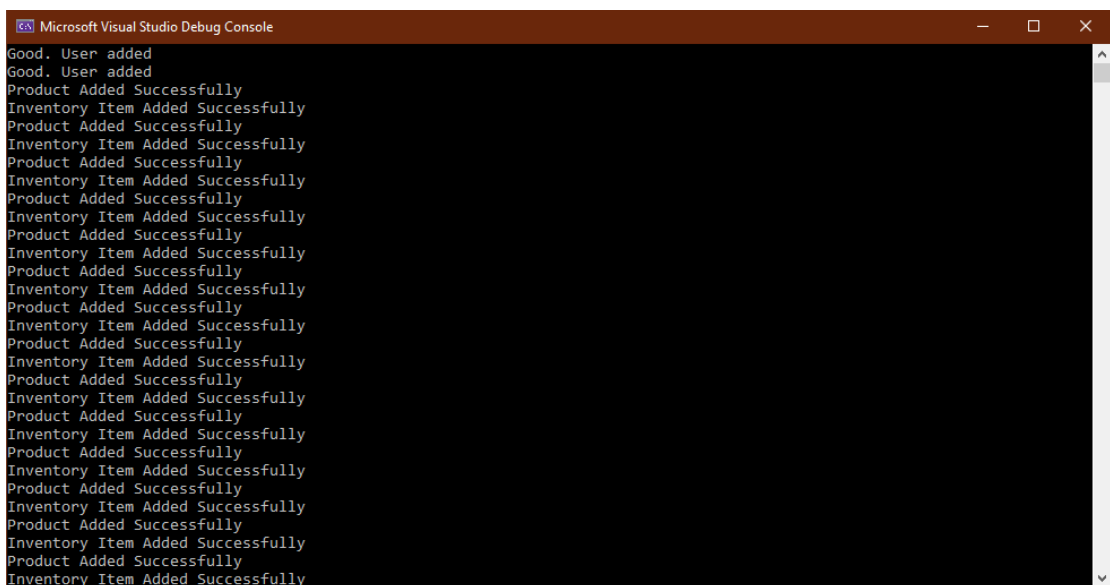 Microsoft Visual Studio Debug Console
Good. User added
Good. User added
Product Added Successfully
Inventory Item Added Successfully
Product Added Successfully
Inventory Item Added Successfully
Product Added Successfully
Inventory Item Added Successfully
Product Added Successfully
Inventory Item Added Successfully
Product Added Successfully
Inventory Item Added Successfully
Product Added Successfully
Inventory Item Added Successfully
Product Added Successfully
Inventory Item Added Successfully
Product Added Successfully
Inventory Item Added Successfully
Product Added Successfully
Inventory Item Added Successfully
Product Added Successfully
Inventory Item Added Successfully
Product Added Successfully
Inventory Item Added Successfully
Product Added Successfully
Inventory Item Added Successfully
Product Added Successfully
Inventory Item Added Successfully
Product Added Successfully
Inventory Item Added Successfully